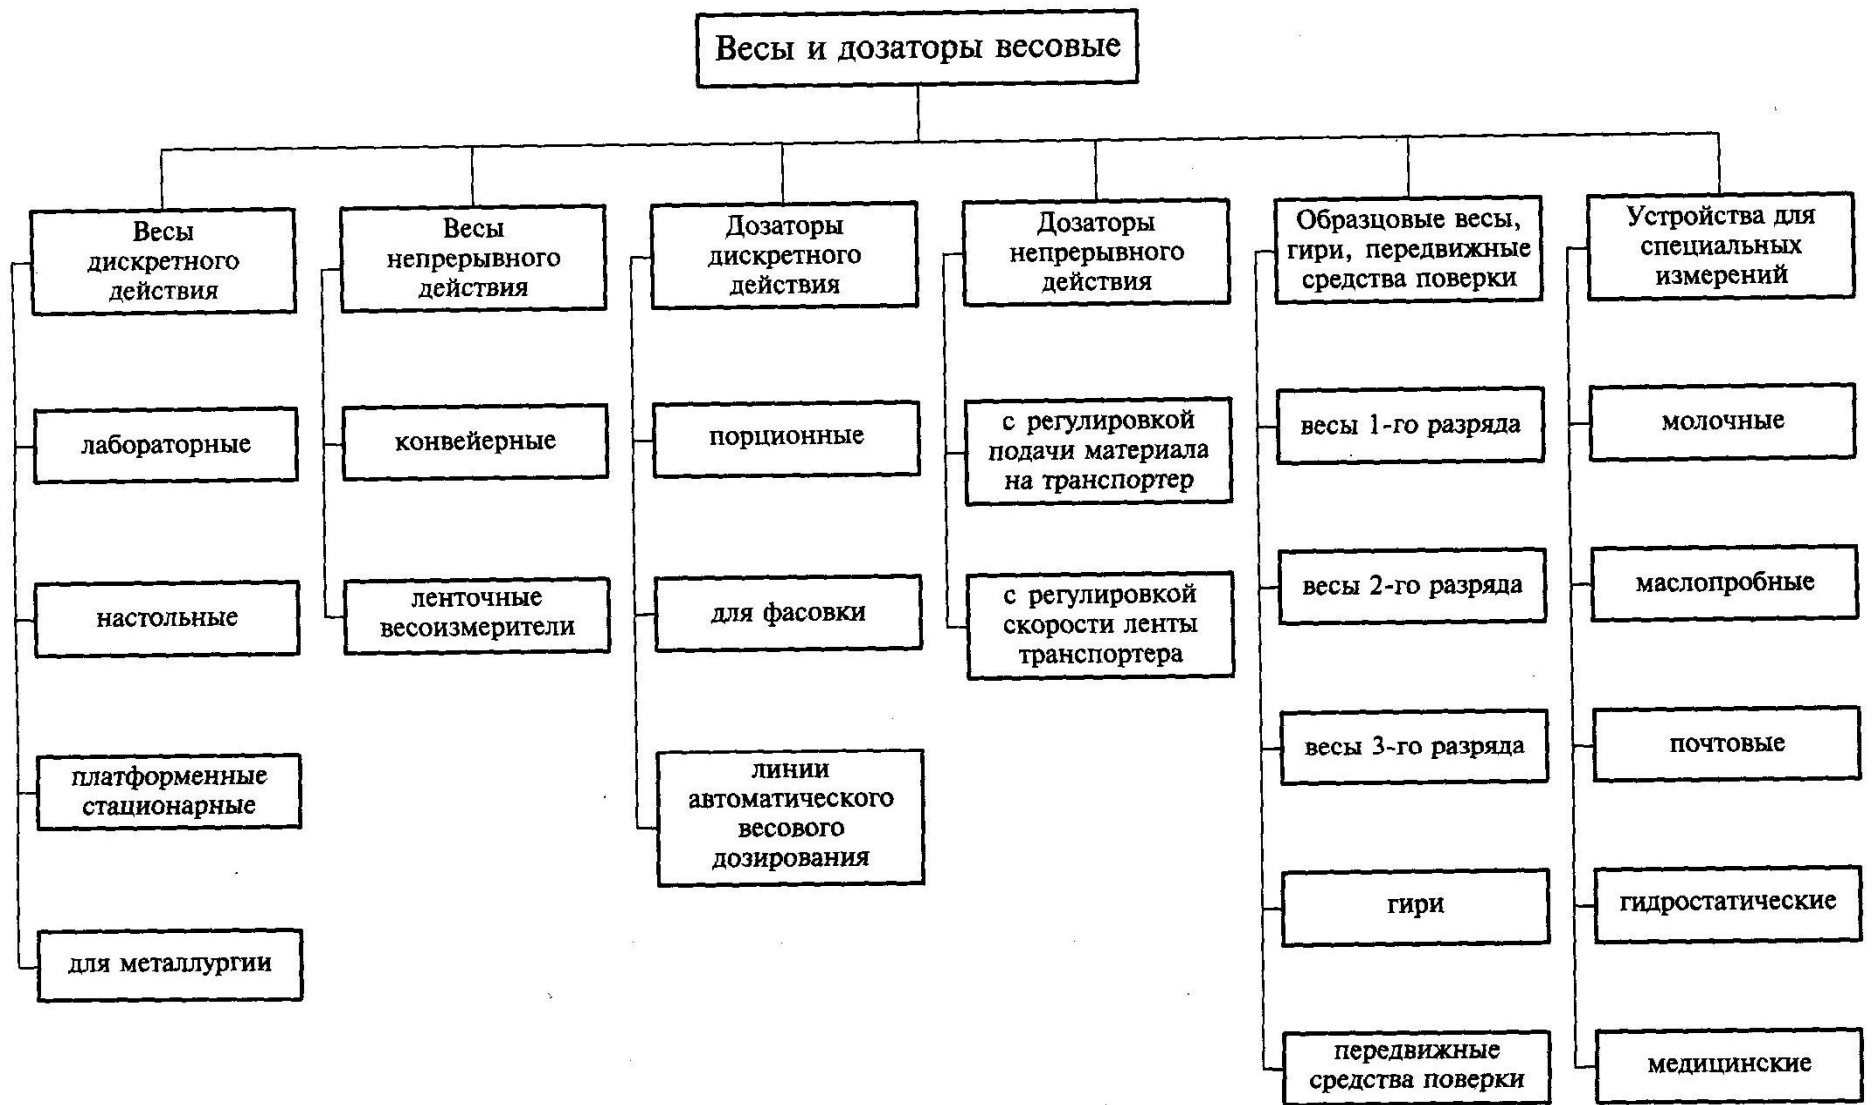 Весы и дозаторы весовые
Весы
дискретного
действия
лабораторные
настольные
платформенные
стационарные
для металлургии
Весы
непрерывного
действия
конвейерные
ленточные
весоизмерители
Дозаторы
дискретного
действия
порционные
для фасовки
линии
автоматического
весового
дозирования
Дозаторы
непрерывного
действия
с регулировкой
подачи материала
на транспортер
с регулировкой
скорости ленты
транспортера
Образцовые весы,
гири, передвижные
средства поверки
весы 1-го разряда
весы 2-го разряда
весы 3-го разряда
гири
передвижные
средства поверки
Устройства для
специальных
измерений
молочные
маслопробные
почтовые
гидростатические
медицинские